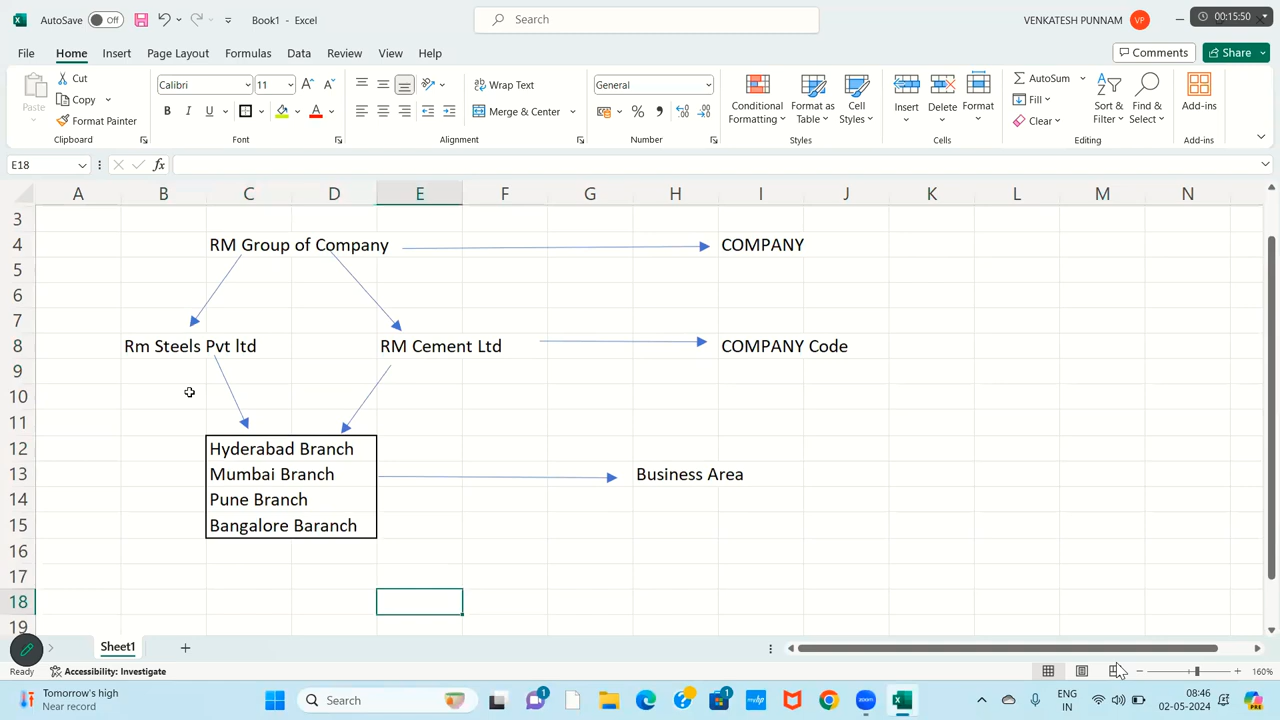 AutoSave Off Book1 - Excel Search VENKATESH PUNNAM VP 00:15:50
File Home Insert Page Layout Formulas Data Review View Help Comments Share
Paste Cut Copy Format Painter Clipboard
Calibri 11 B I U A Font
Wrap Text Merge & Center Alignment
General % Number
Conditional Formatting Format as Table Cell Styles Styles
Insert Delete Format Cells
AutoSum Fill Clear Sort & Filter Find & Select Editing
Add-ins Add-ins
E18 fx
A B C D E F G H I J K L M N
3
4 RM Group of Company COMPANY
5
6
7
8 Rm Steels Pvt ltd RM Cement Ltd COMPANY Code
9
10
11
12 Hyderabad Branch
13 Mumbai Branch Business Area
14 Pune Branch
15 Bangalore Baranch
16
17
18
19
Sheet1
Ready Accessibility: Investigate 160%
Tomorrow's high Near record Search ENG IN 08:46 02-05-2024